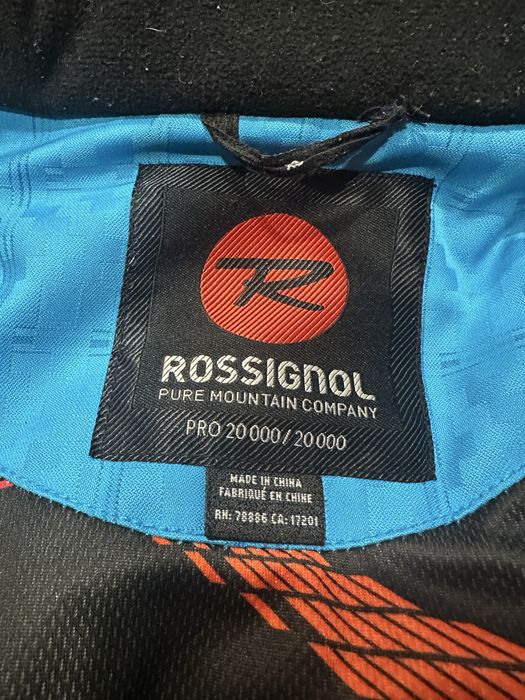 R
ROSSIGNOL
PURE MOUNTAIN COMPANY
PRO 20 000 / 20 000
MADE IN CHINA
FABRIQUÉ EN CHINE
RN: 78886 CA: 17201